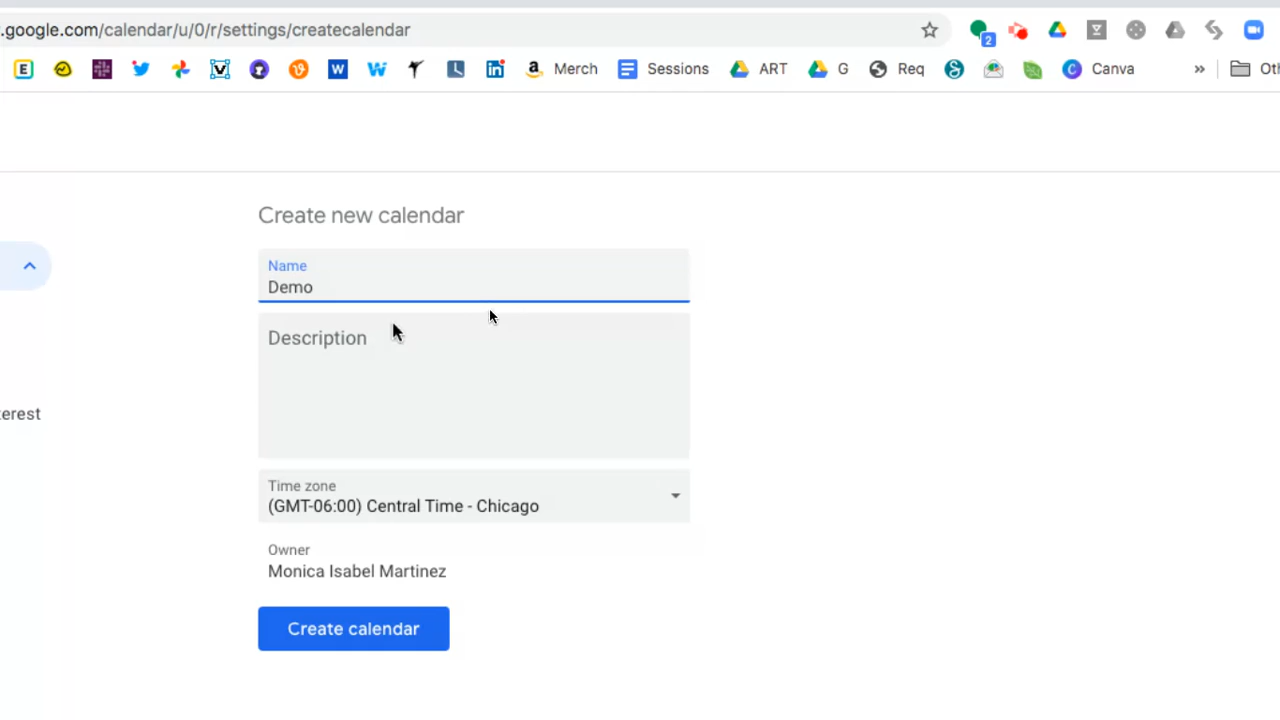 .google.com/calendar/u/0/r/settings/createcalendar
2
E
W
Merch
Sessions
ART
G
Req
Canva
»
Oth
Create new calendar
Name
Demo
Description
terest
Time zone
(GMT-06:00) Central Time - Chicago
Owner
Monica Isabel Martinez
Create calendar